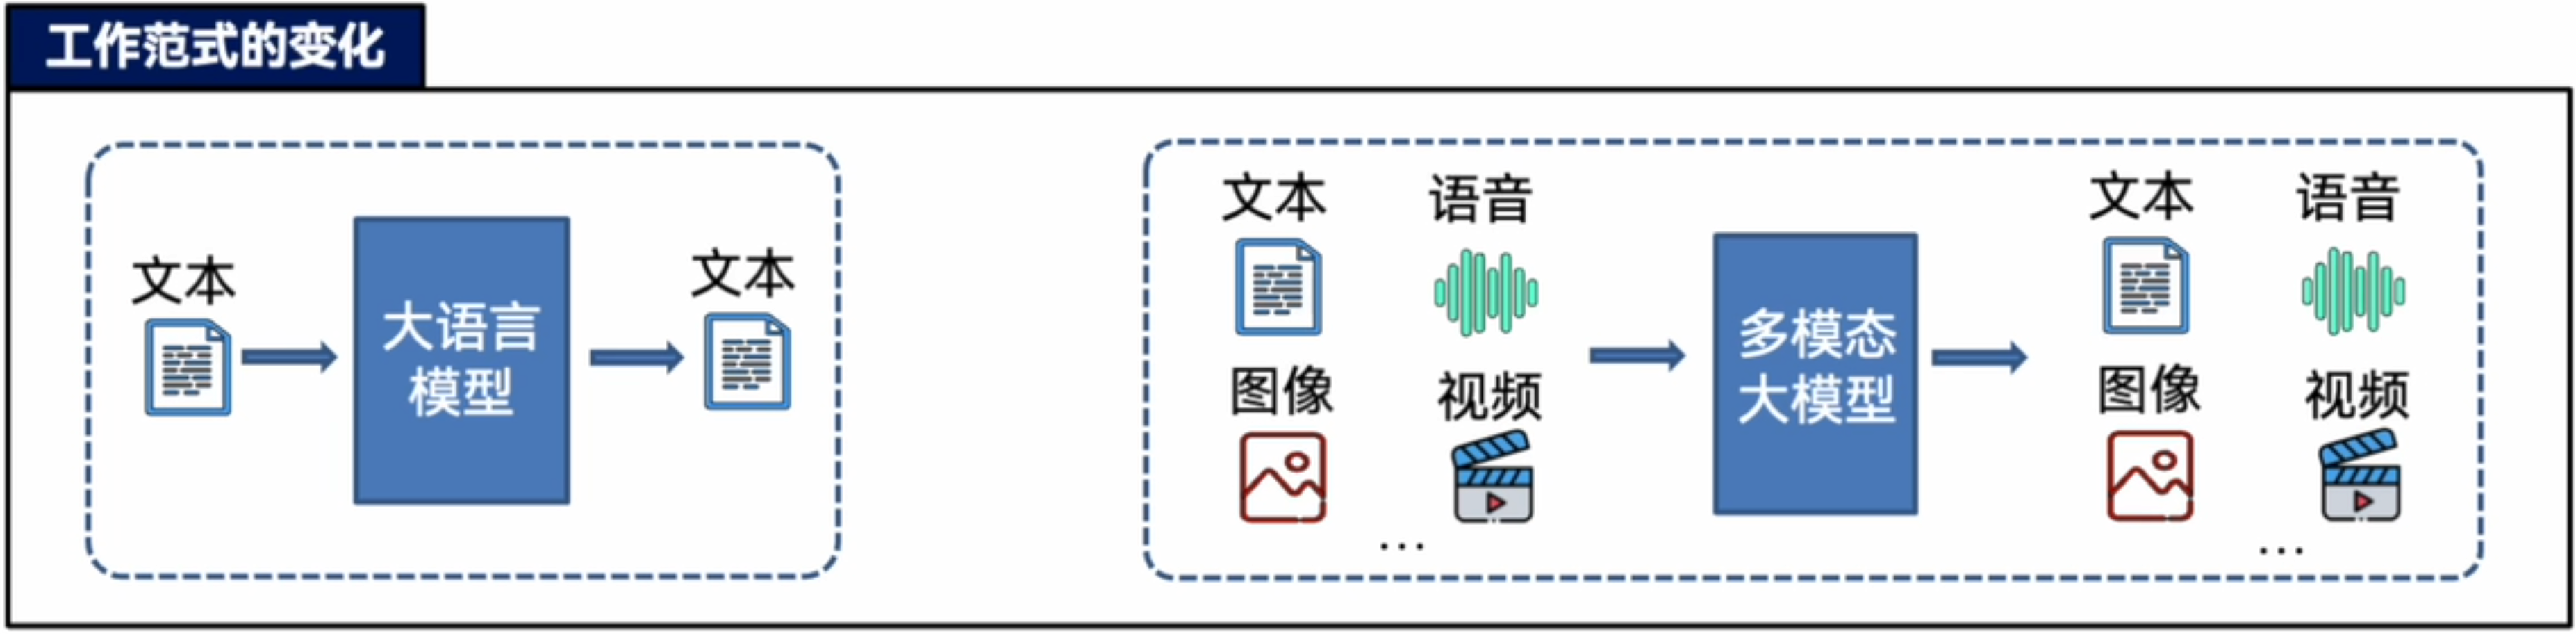 工作范式的变化
文本
大语言
模型
文本
文本 语音
图像 视频
...
多模态
大模型
文本 语音
图像 视频
...